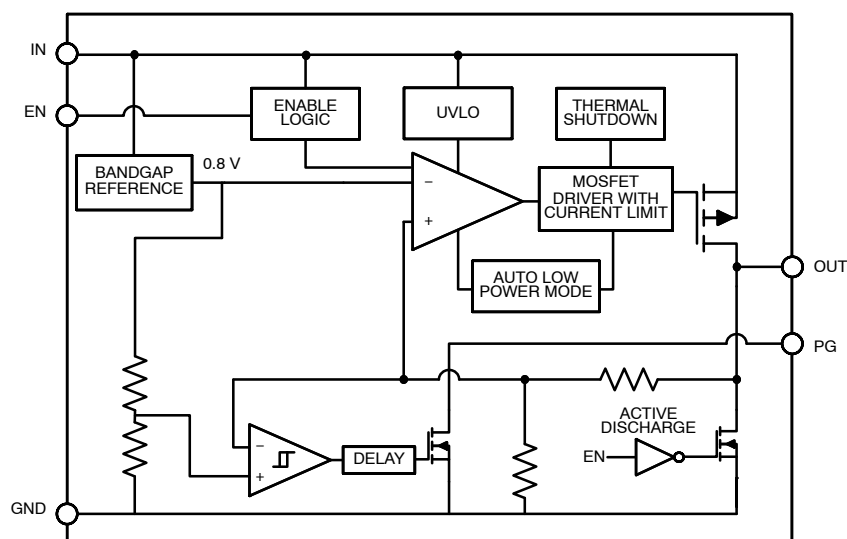 IN
EN
ENABLE
LOGIC
UVLO
THERMAL
SHUTDOWN
BANDGAP
REFERENCE
0.8 V
−
+
MOSFET
DRIVER WITH
CURRENT LIMIT
AUTO LOW
POWER MODE
OUT
PG
ACTIVE
DISCHARGE
−
+
DELAY
EN
GND